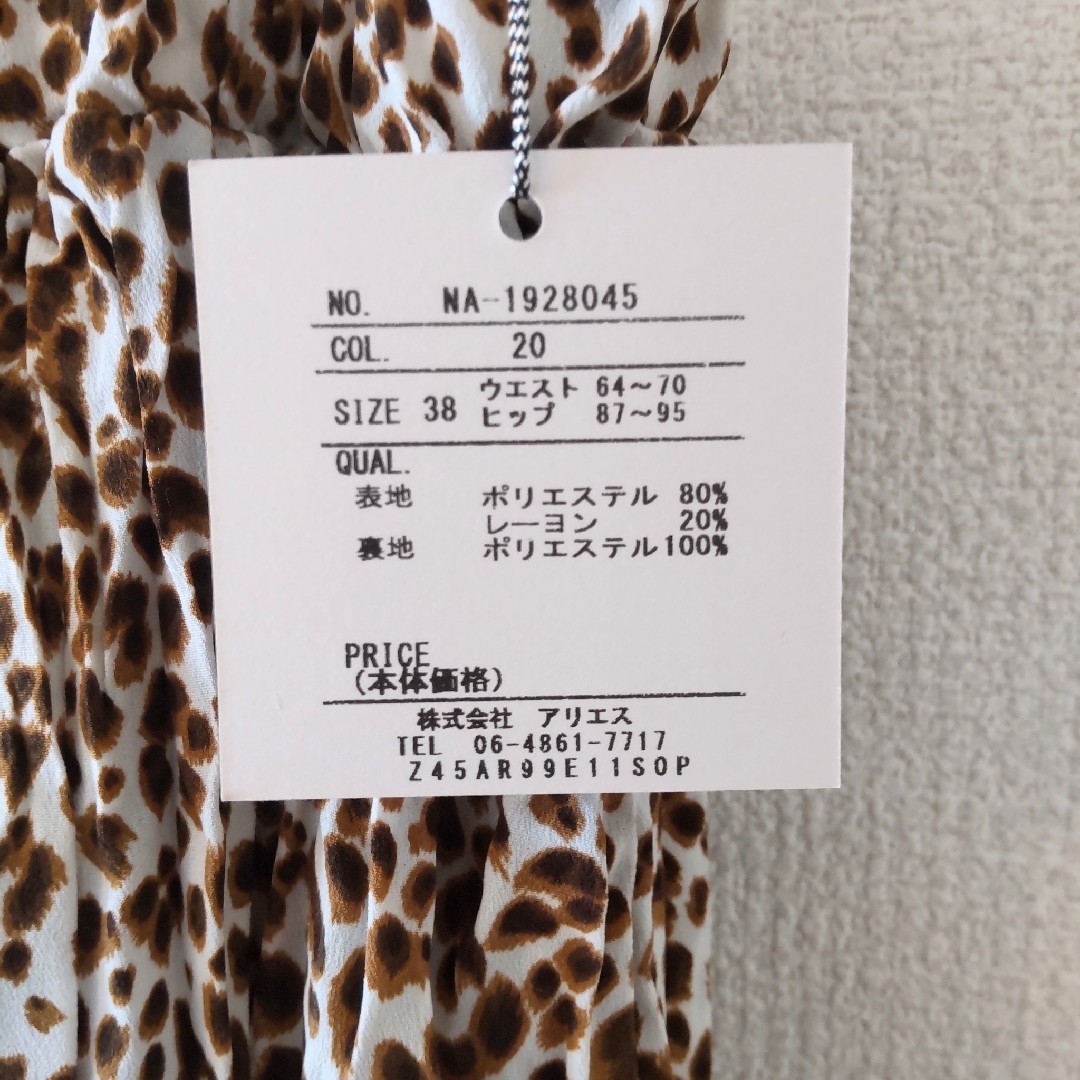 NO. NA-1928045
COL. 20
SIZE 38 ウエスト 64～70
ヒップ 87～95
QUAL.
表地 ポリエステル 80%
レーヨン 20%
裏地 ポリエステル100%
PRICE
(本体価格)
株式会社 アリエス
TEL 06-4861-7717
Z45AR99E11S0P